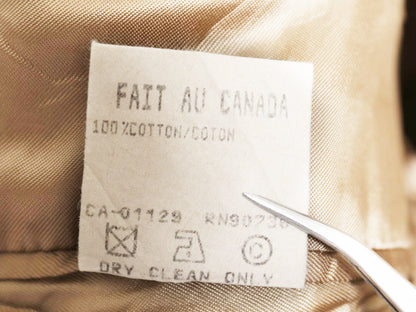 FAIT AU CANADA
100%COTTON/COTON
CA-01129
DRY CLEAN ONLY